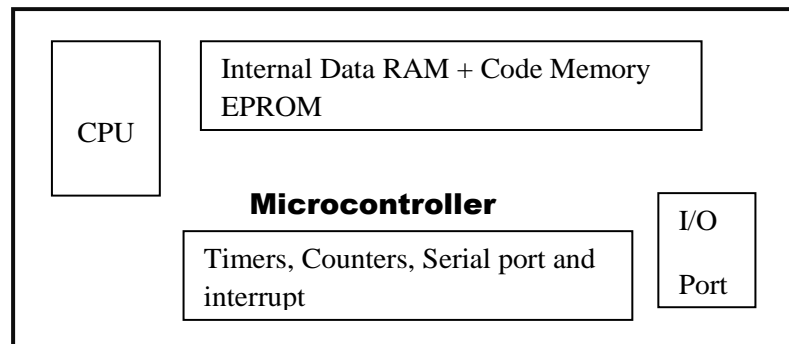 CPU
Internal Data RAM + Code Memory
EPROM
Microcontroller
Timers, Counters, Serial port and
interrupt
I/O
Port